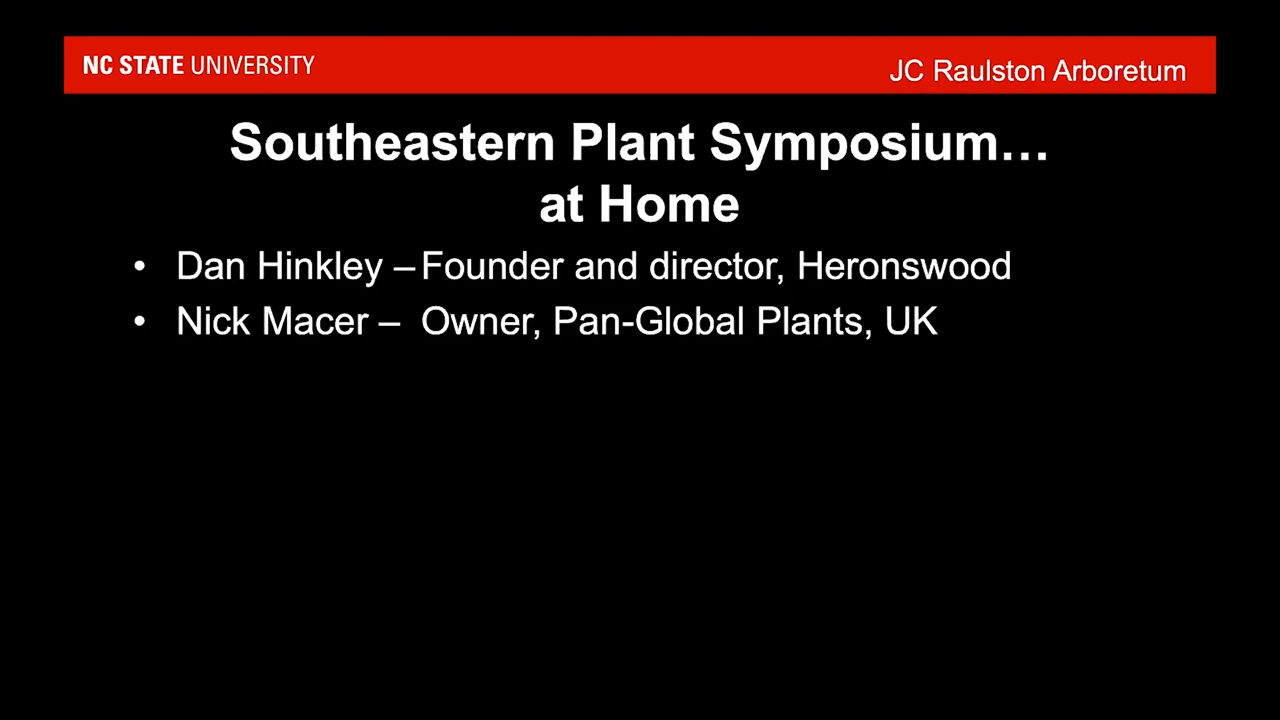 NC STATE UNIVERSITY
JC Raulston Arboretum
Southeastern Plant Symposium…
at Home
• Dan Hinkley – Founder and director, Heronswood
• Nick Macer – Owner, Pan-Global Plants, UK